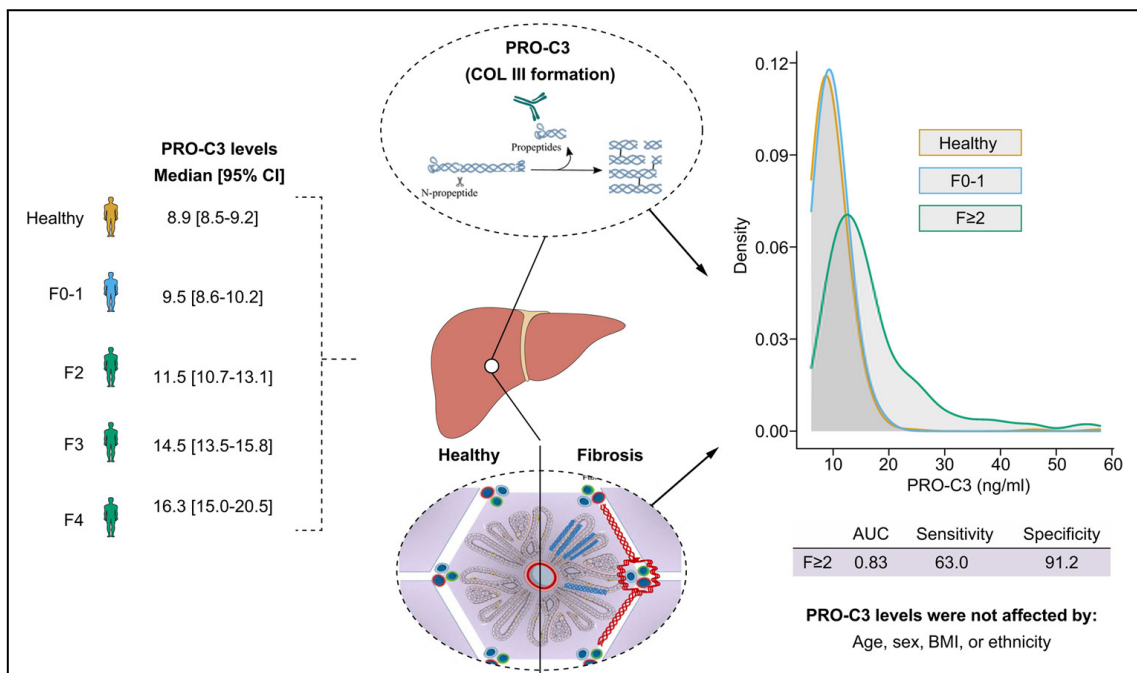 PRO-C3 levels
Median [95% CI]
Healthy
8.9 [8.5-9.2]
F0-1
9.5 [8.6-10.2]
F2
11.5 [10.7-13.1]
F3
14.5 [13.5-15.8]
F4
16.3 [15.0-20.5]
PRO-C3
(COL III formation)
Propeptides
N-propeptide
Healthy
Fibrosis
0.12
0.09
0.06
0.03
0.00
Density
Healthy
F0-1
F≥2
10 20 30 40 50 60
PRO-C3 (ng/ml)
AUC Sensitivity Specificity
F≥2 0.83 63.0 91.2
PRO-C3 levels were not affected by:
Age, sex, BMI, or ethnicity